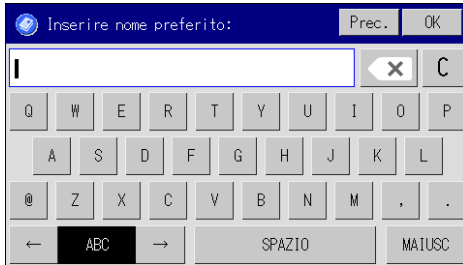 Inserire nome preferito: Prec. OK
C
Q W E R T Y U I O P
A S D F G H J K L
@ Z X C V B N M , .
← ABC → SPAZIO MAIUSC